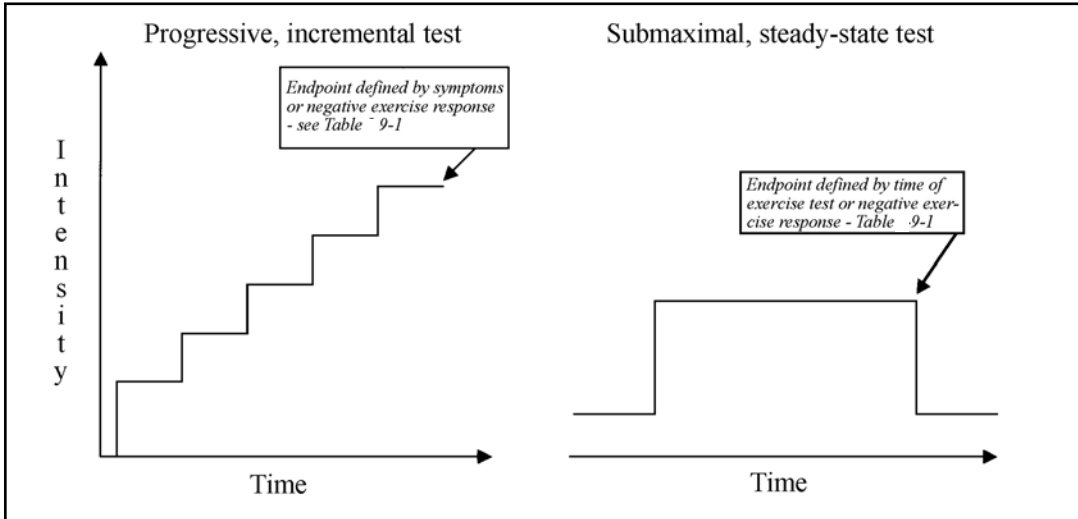 Progressive, incremental test
Submaximal, steady-state test
Endpoint defined by symptoms
or negative exercise response
- see Table 9-1
Endpoint defined by time of
exercise test or negative exer-
cise response - Table 9-1
Intensity
Time
Time